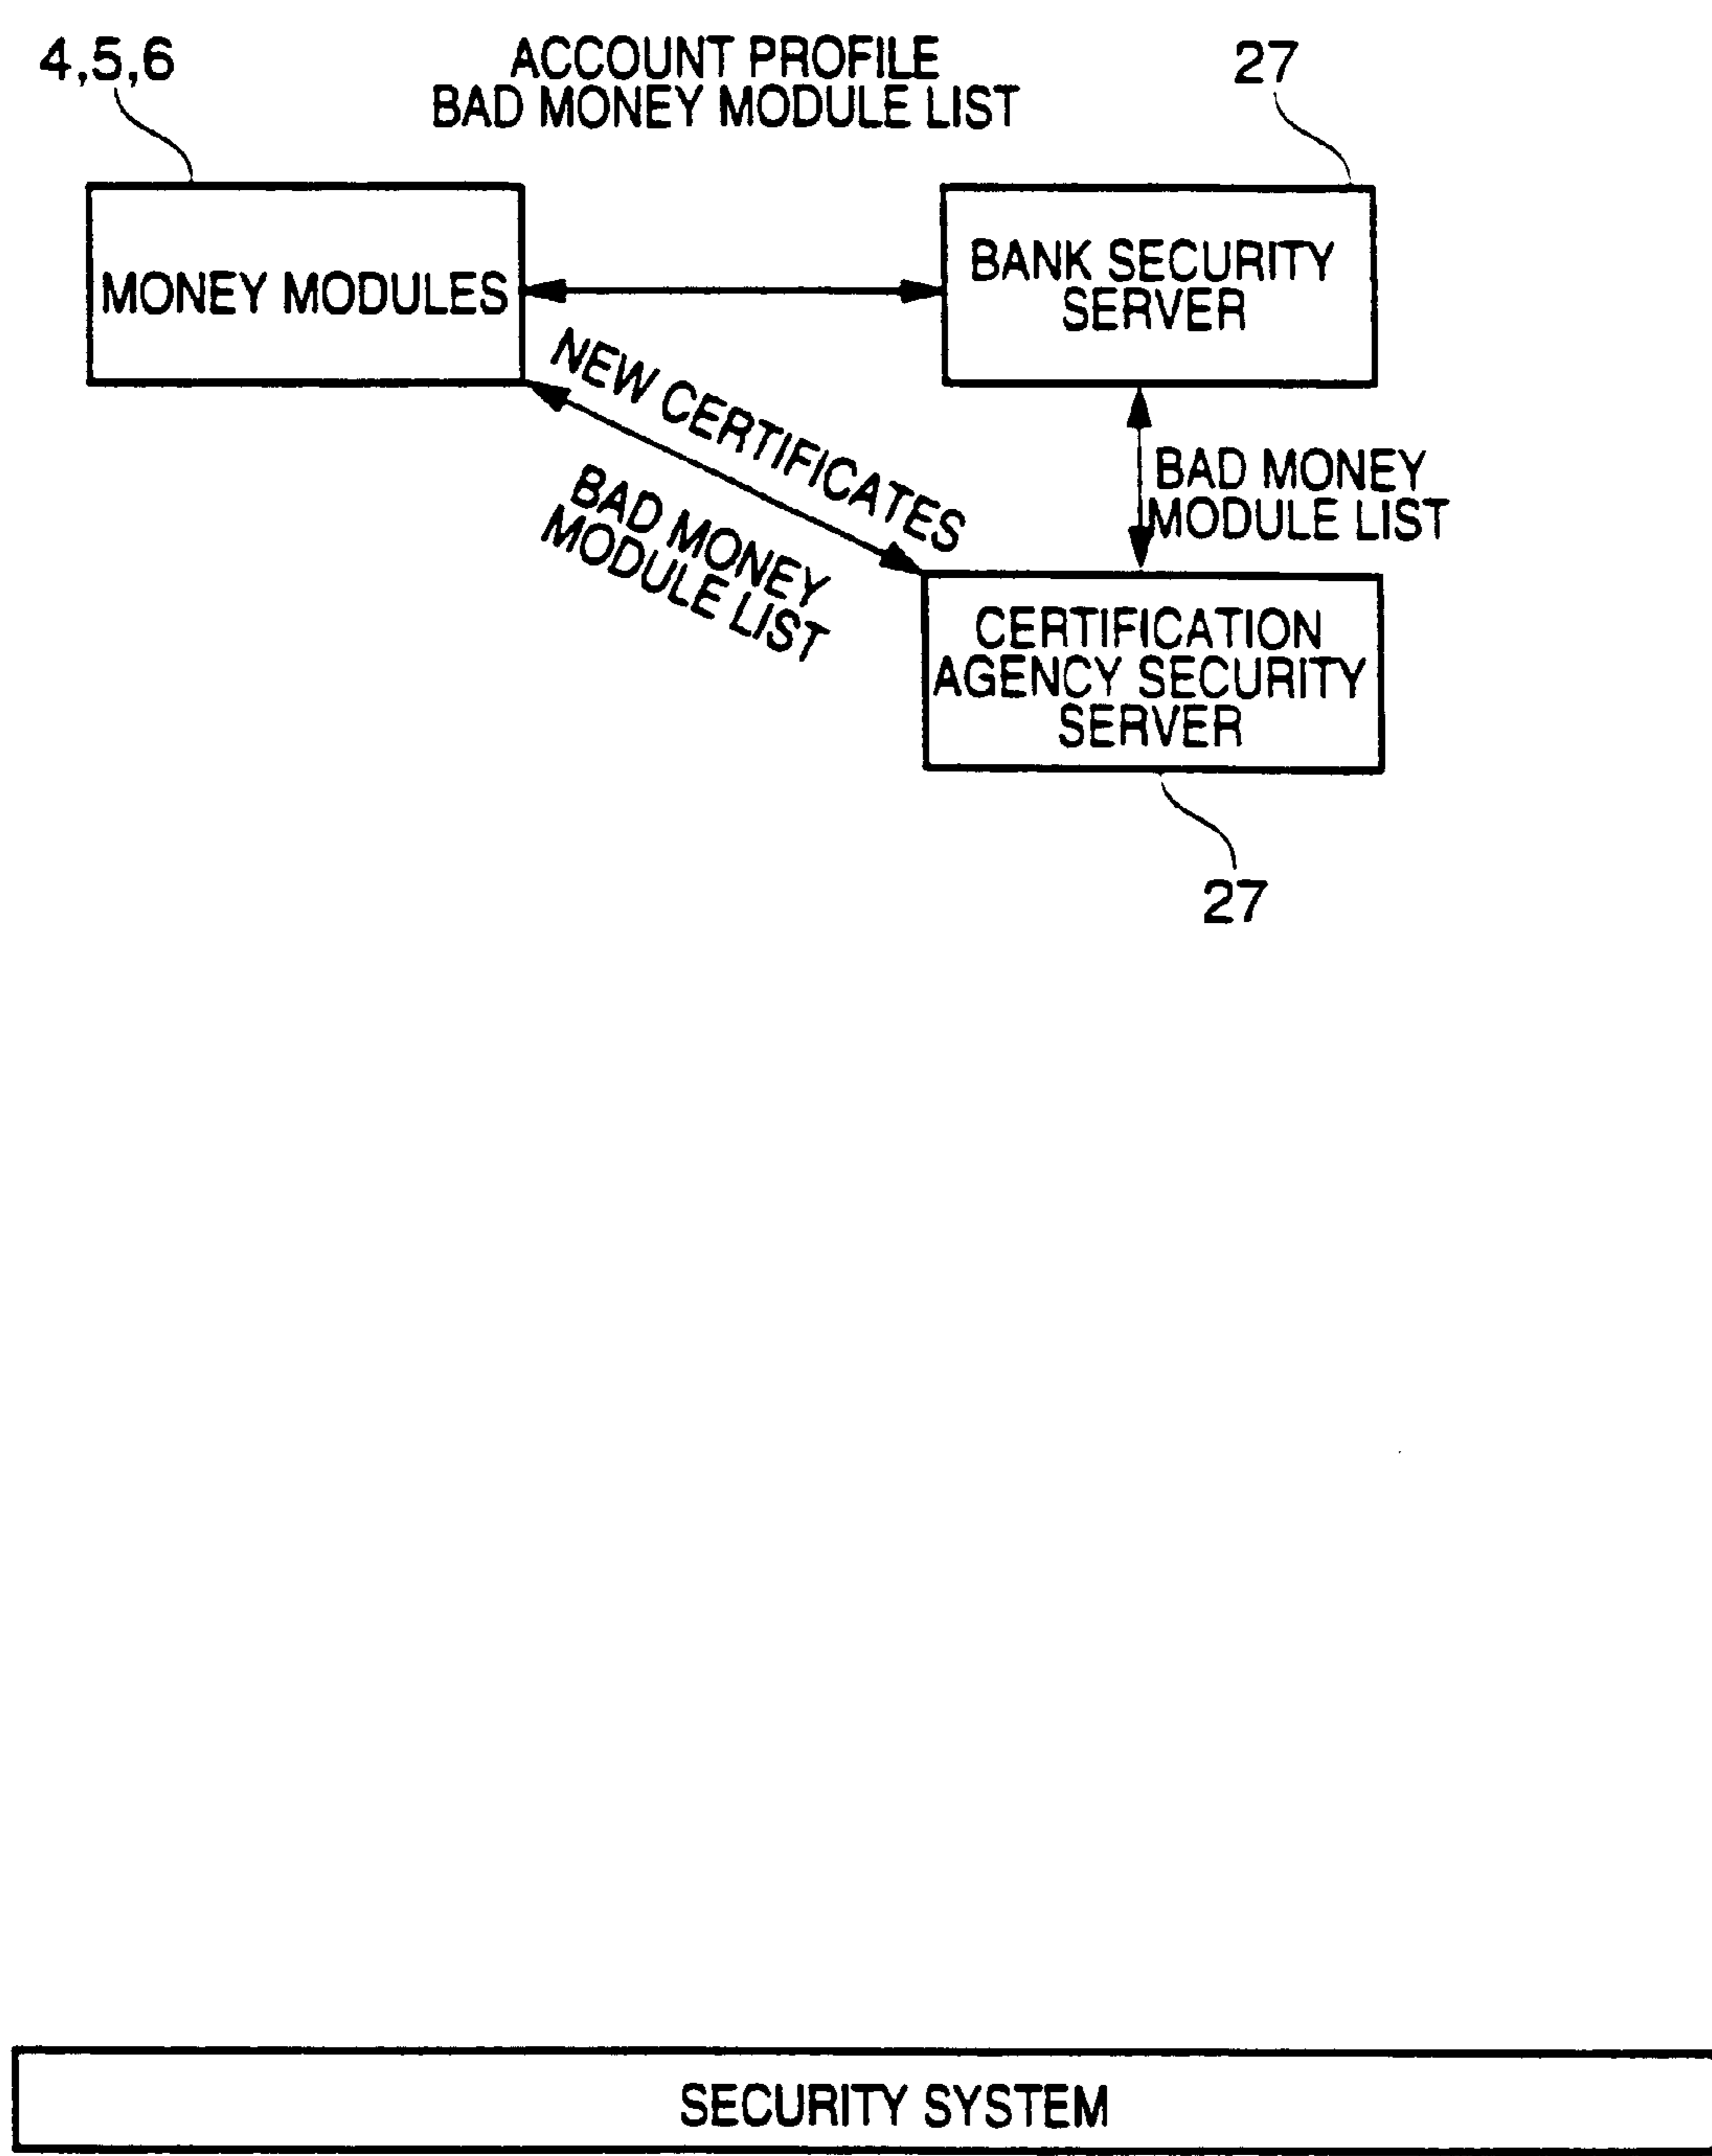 4,5,6
ACCOUNT PROFILE
BAD MONEY MODULE LIST
27
MONEY MODULES
BANK SECURITY
SERVER
NEW CERTIFICATES
BAD MONEY
MODULE LIST
BAD MONEY
MODULE LIST
CERTIFICATION
AGENCY SECURITY
SERVER
27
SECURITY SYSTEM